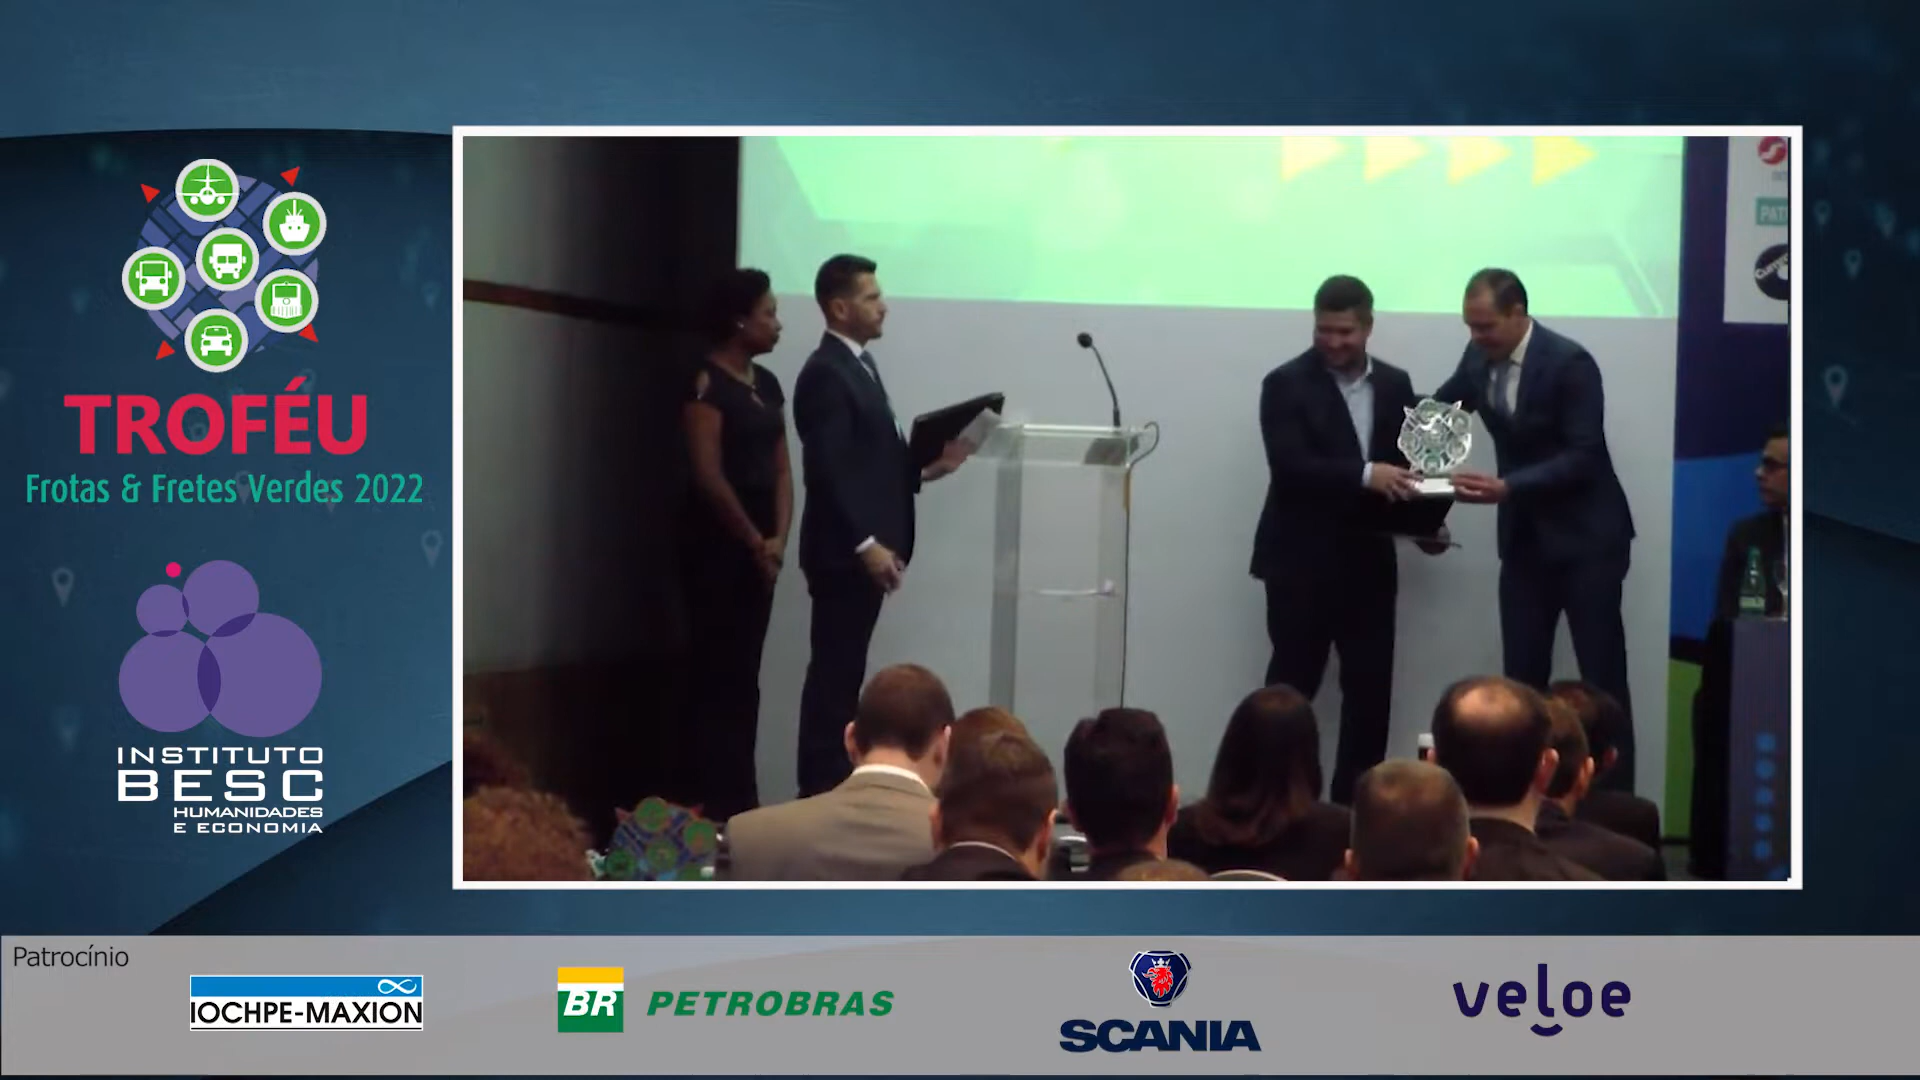 TROFÉU
Frotas & Fretes Verdes 2022
INSTITUTO
BESC
HUMANIDADES
E ECONOMIA
Patrocínio
IOCHPE-MAXION
BR PETROBRAS
SCANIA
veloe